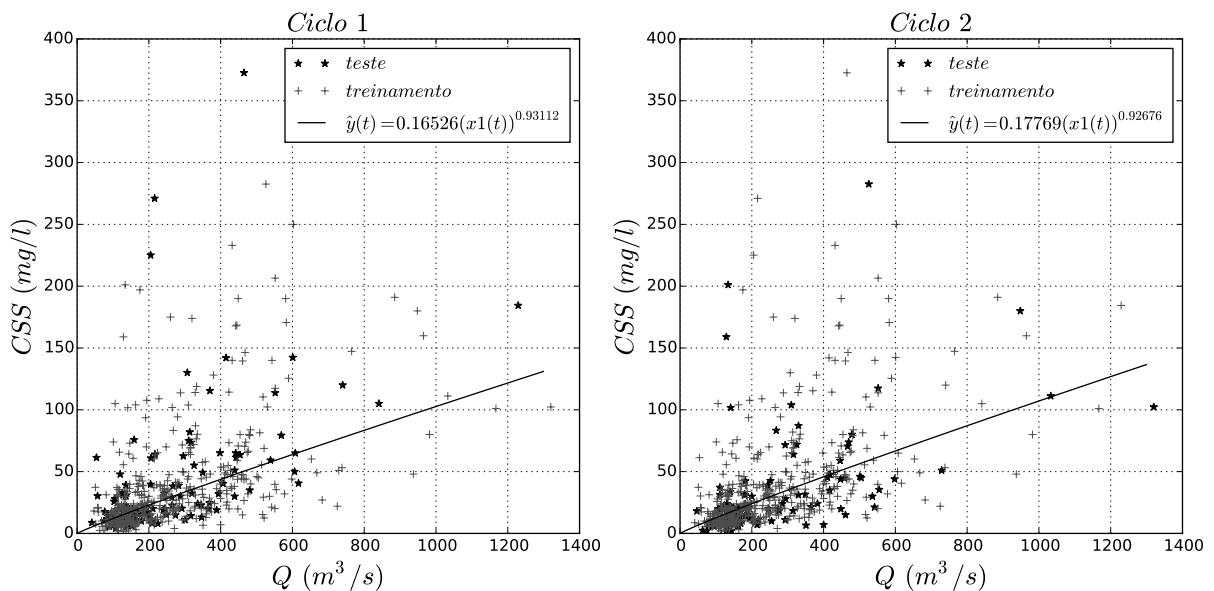 Ciclo 1
400
350
300
250
200
150
100
50
0
CSS (mg/l)
teste
treinamento
ŷ(t)=0.16526(x1(t))^0.93112
0 200 400 600 800 1000 1200 1400
Q (m³/s)
Ciclo 2
400
350
300
250
200
150
100
50
0
CSS (mg/l)
teste
treinamento
ŷ(t)=0.17769(x1(t))^0.92676
0 200 400 600 800 1000 1200 1400
Q (m³/s)